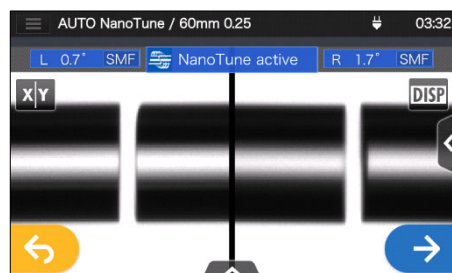 AUTO NanoTune / 60mm 0.25 03:32
L 0.7° SMF NanoTune active R 1.7° SMF
X Y DISP